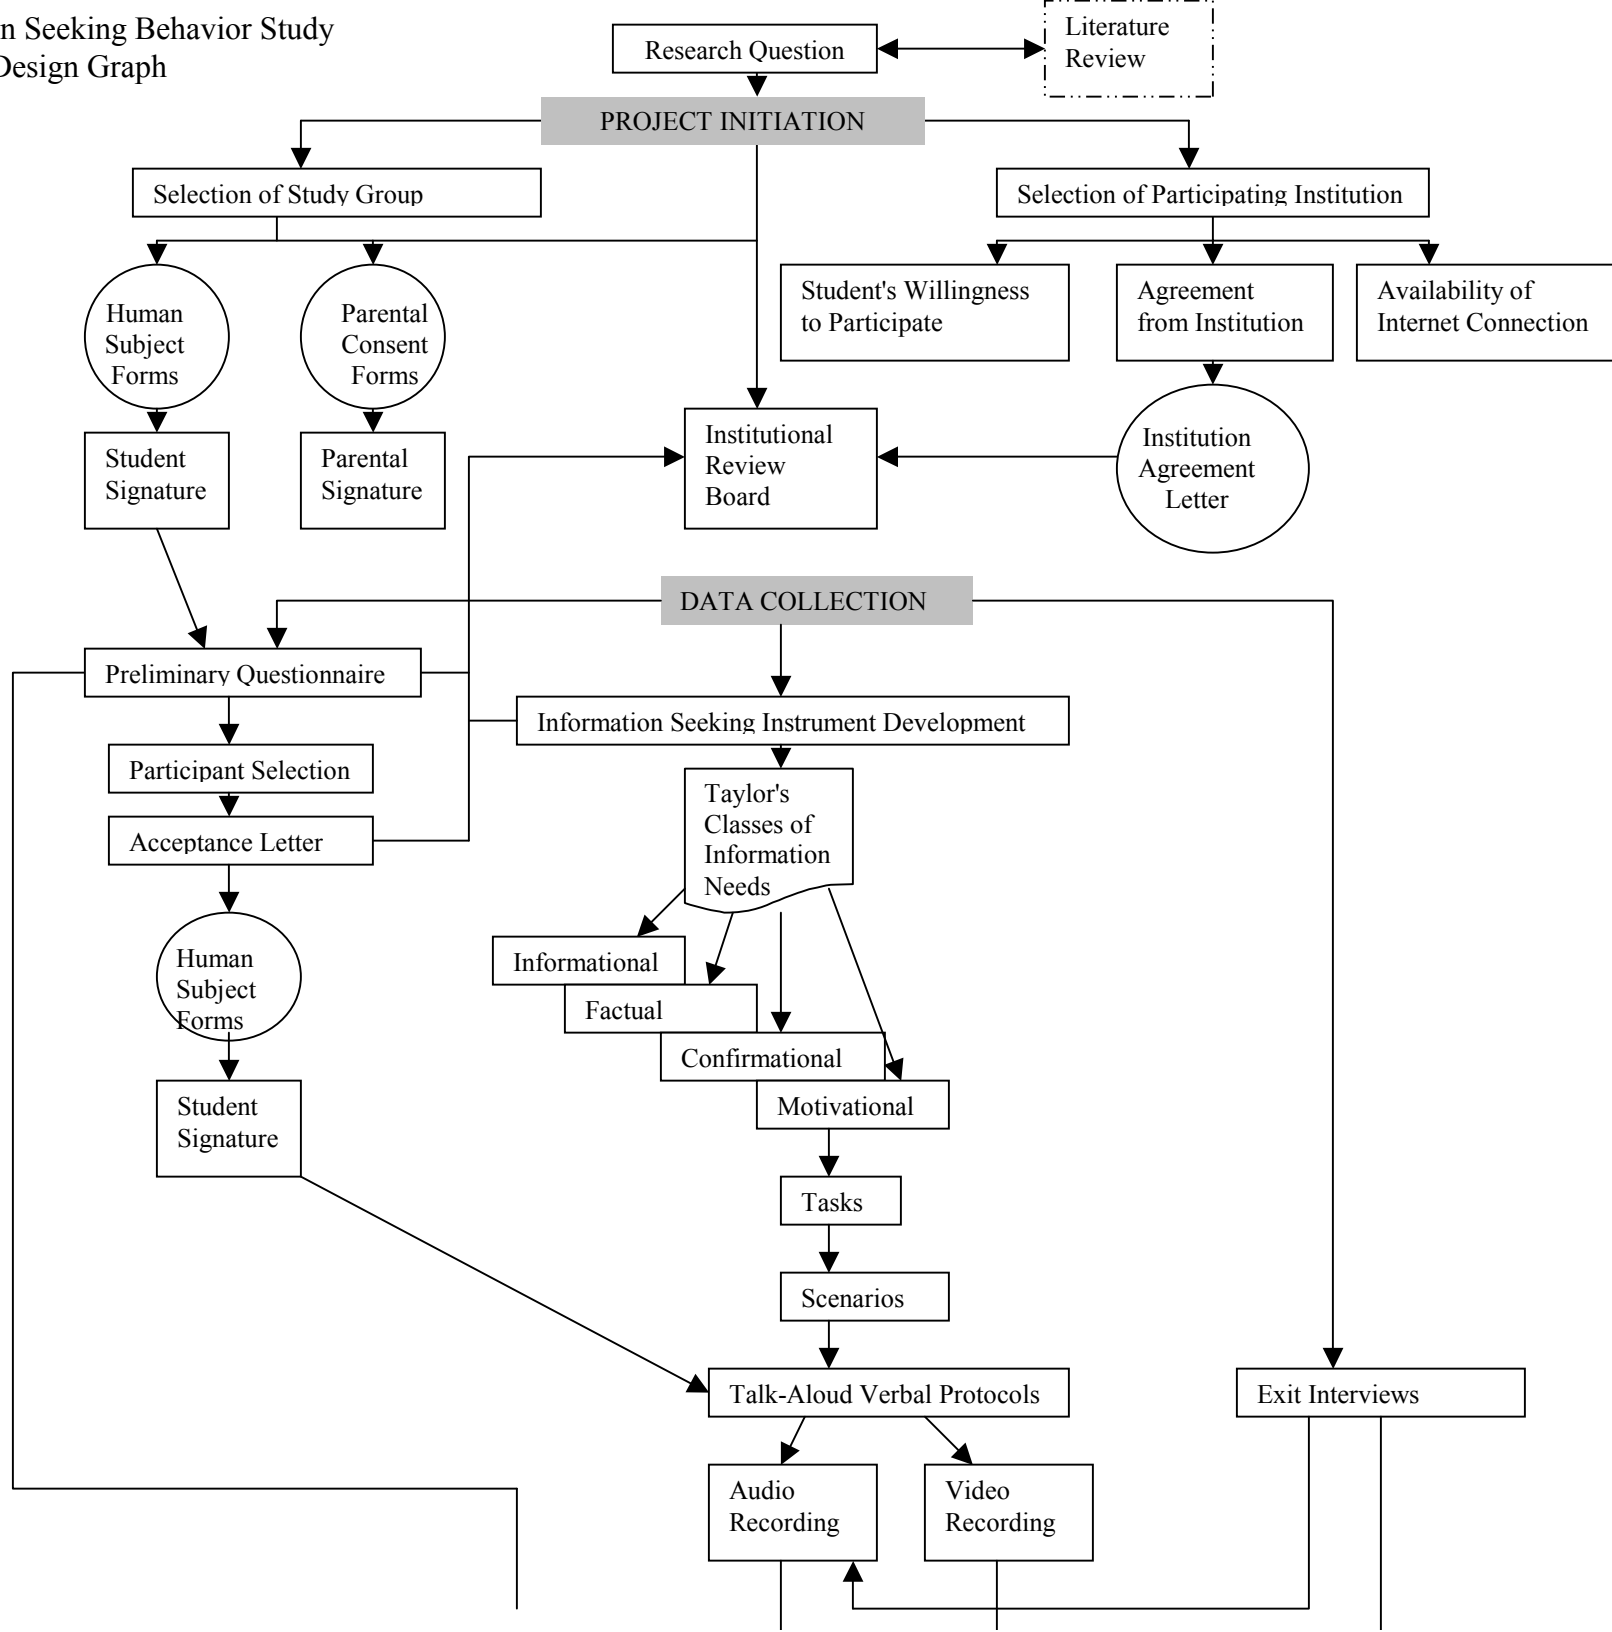 n Seeking Behavior Study
Design Graph
Research Question
Literature
Review
PROJECT INITIATION
Selection of Study Group
Selection of Participating Institution
Human
Subject
Forms
Parental
Consent
Forms
Student's Willingness
to Participate
Agreement
from Institution
Availability of
Internet Connection
Student
Signature
Parental
Signature
Institutional
Review
Board
Institution
Agreement
Letter
DATA COLLECTION
Preliminary Questionnaire
Information Seeking Instrument Development
Participant Selection
Acceptance Letter
Taylor's
Classes of
Information
Needs
Human
Subject
Forms
Informational
Factual
Confirmational
Motivational
Student
Signature
Tasks
Scenarios
Talk-Aloud Verbal Protocols
Exit Interviews
Audio
Recording
Video
Recording